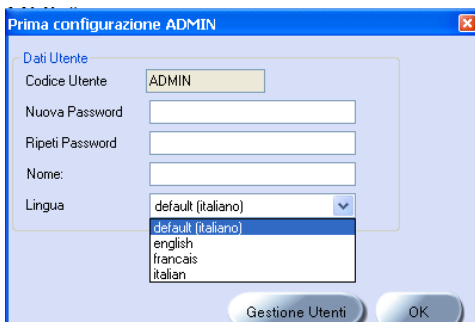 Prima configurazione ADMIN
Dati Utente
Codice Utente ADMIN
Nuova Password
Ripeti Password
Nome:
Lingua default (italiano)
default (italiano)
english
francais
italian
Gestione Utenti OK